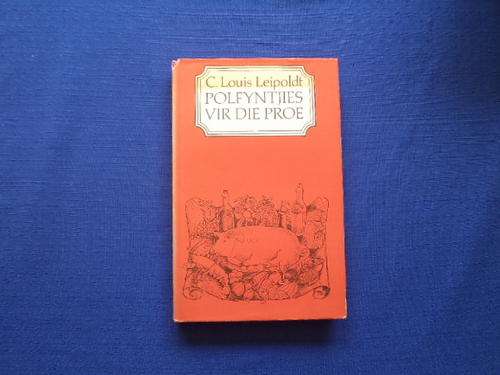 C. Louis Leipoldt
POLFYNTJIES
VIR DIE PROE